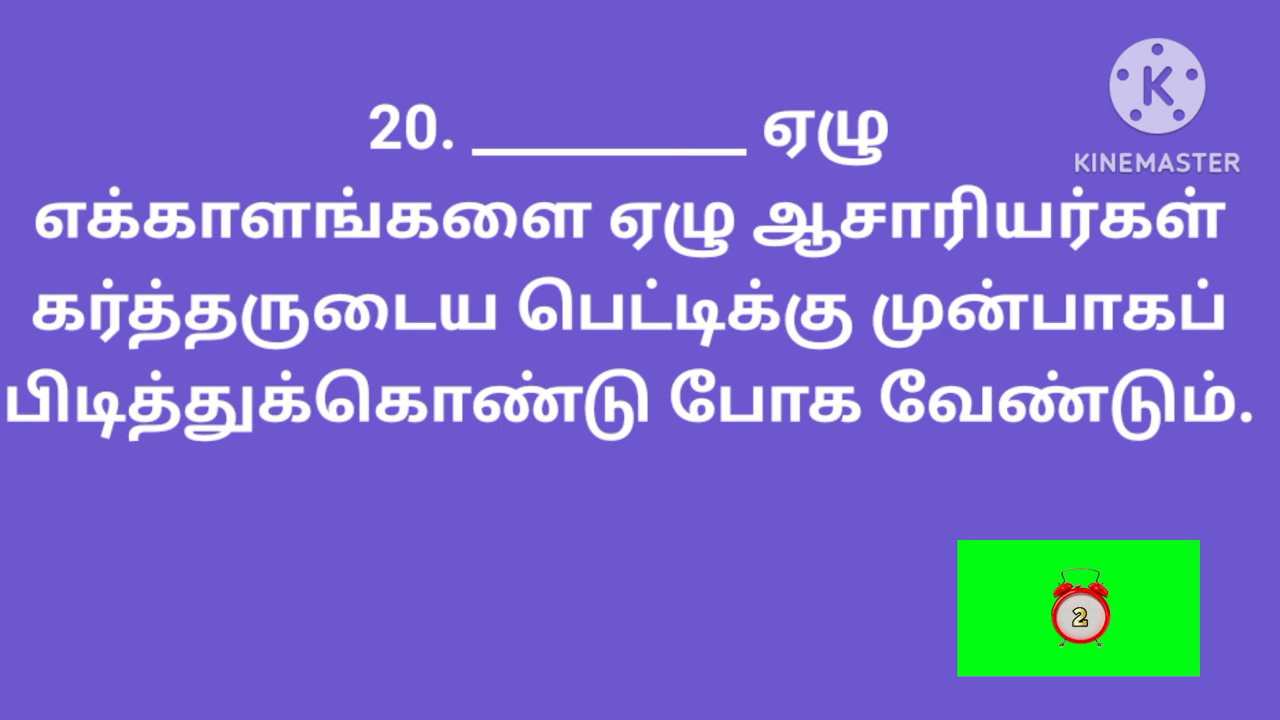 20. __________ ஏழு
KINEMASTER
எக்காளங்களை ஏழு ஆசாரியர்கள்
கர்த்தருடைய பெட்டிக்கு முன்பாகப்
பிடித்துக்கொண்டு போக வேண்டும்.
2